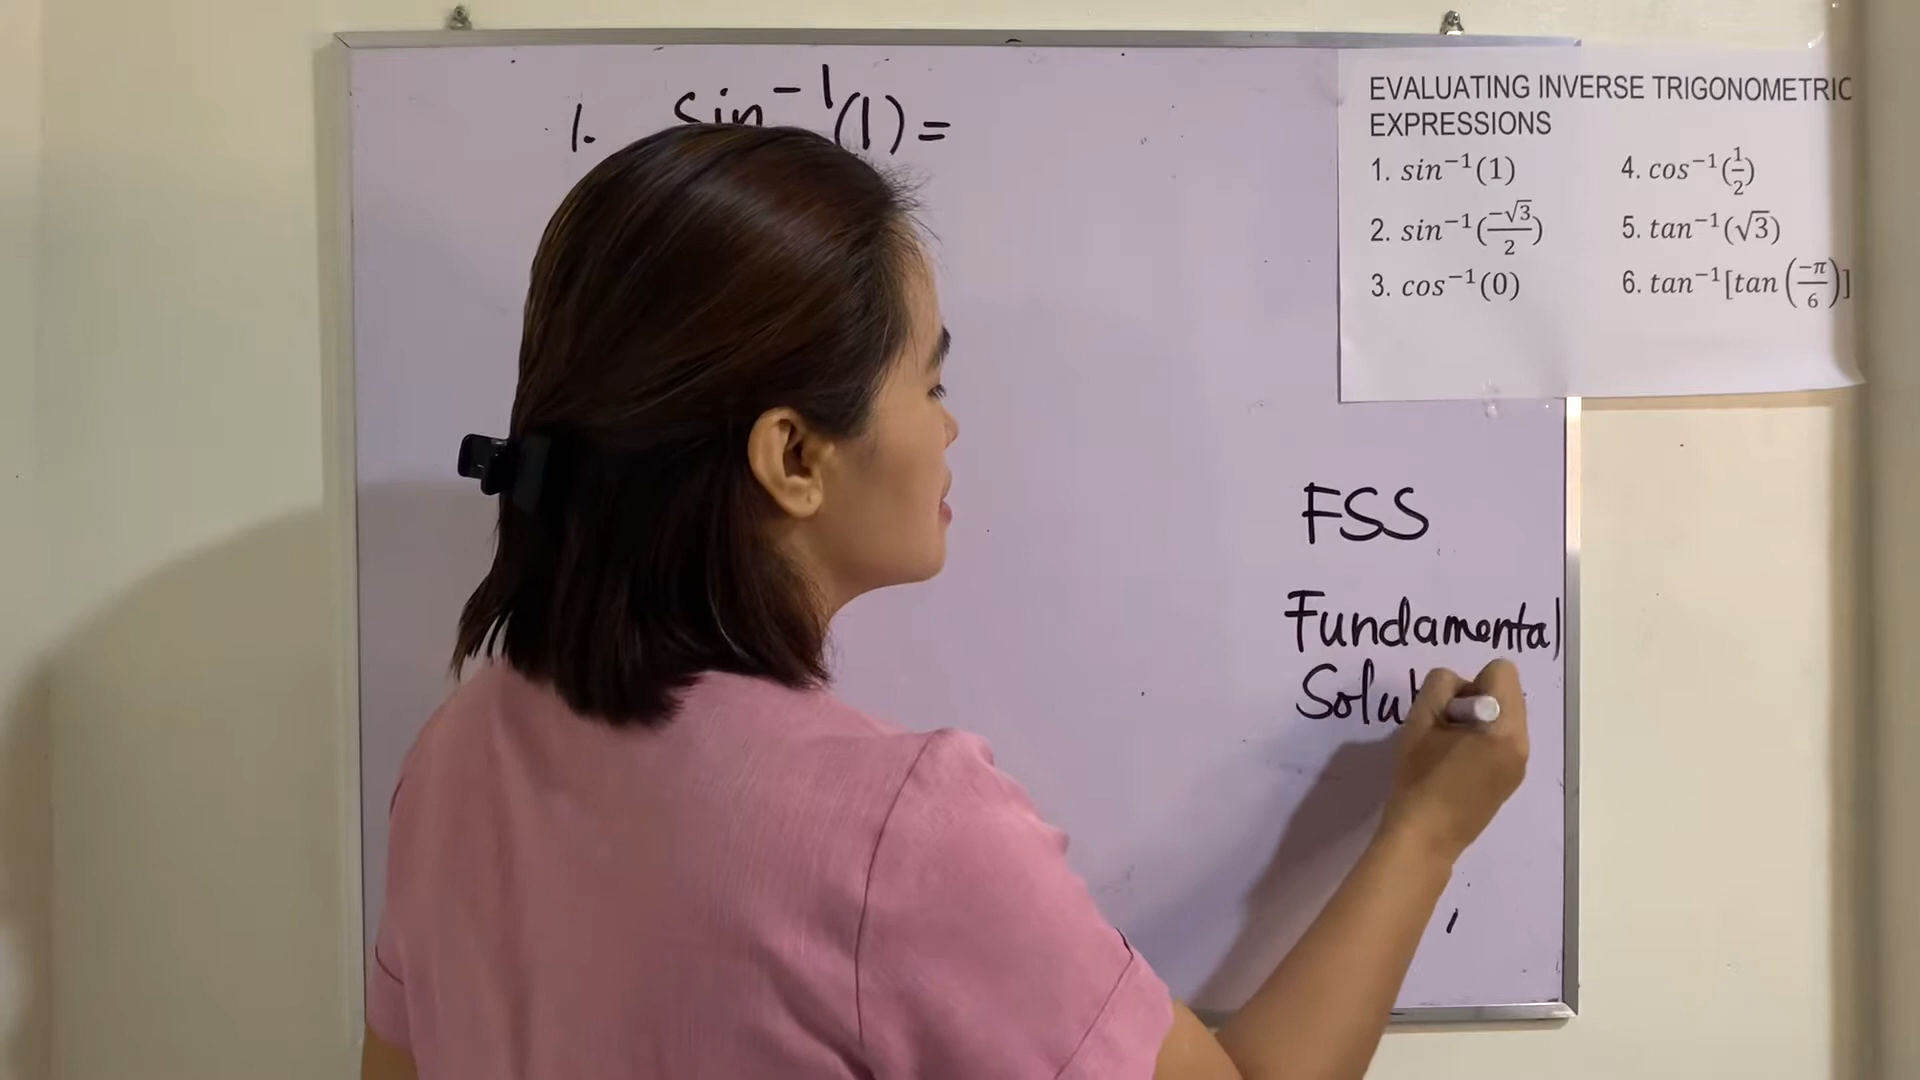 1. sin⁻¹(1) =
EVALUATING INVERSE TRIGONOMETRIC
EXPRESSIONS
1. sin⁻¹(1)
2. sin⁻¹(-√3/2)
3. cos⁻¹(0)
4. cos⁻¹(1/2)
5. tan⁻¹(√3)
6. tan⁻¹[tan(-π/6)]
FSS
Fundamental